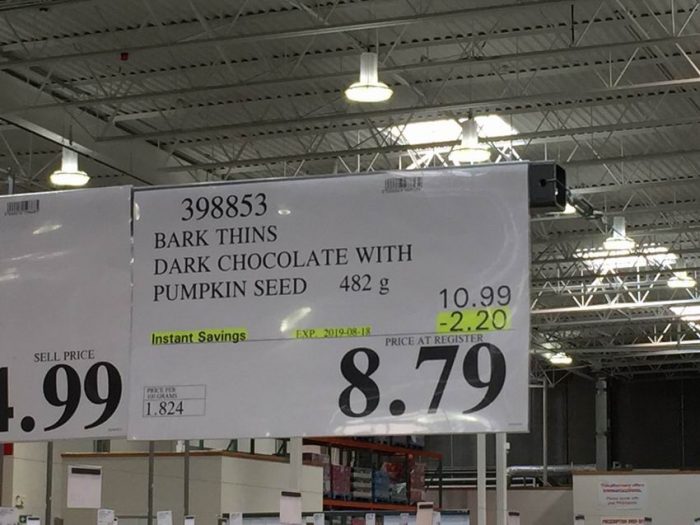 398853
BARK THINS
DARK CHOCOLATE WITH
PUMPKIN SEED 482 g
10.99
-2.20
Instant Savings EXP. 2019-08-18
PRICE AT REGISTER
8.79
PRICE PER
100 GRAMS
1.824
SELL PRICE
.99